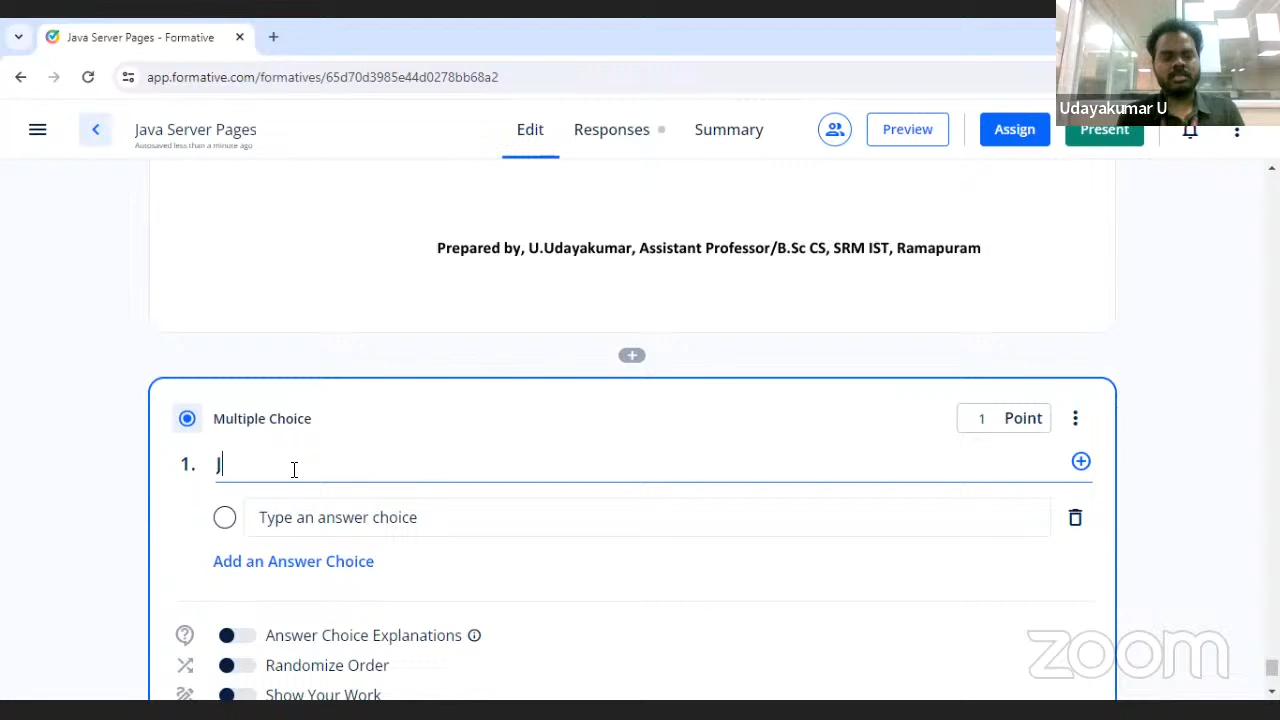 Java Server Pages - Formative
app.formative.com/formatives/65d70d3985e44d0278bb68a2
Udayakumar U
Java Server Pages
Autosaved less than a minute ago
Edit
Responses
Summary
Preview
Assign
Present
Prepared by, U.Udayakumar, Assistant Professor/B.Sc CS, SRM IST, Ramapuram
Multiple Choice
1 Point
1. J
Type an answer choice
Add an Answer Choice
Answer Choice Explanations
Randomize Order
Show Your Work
zoom